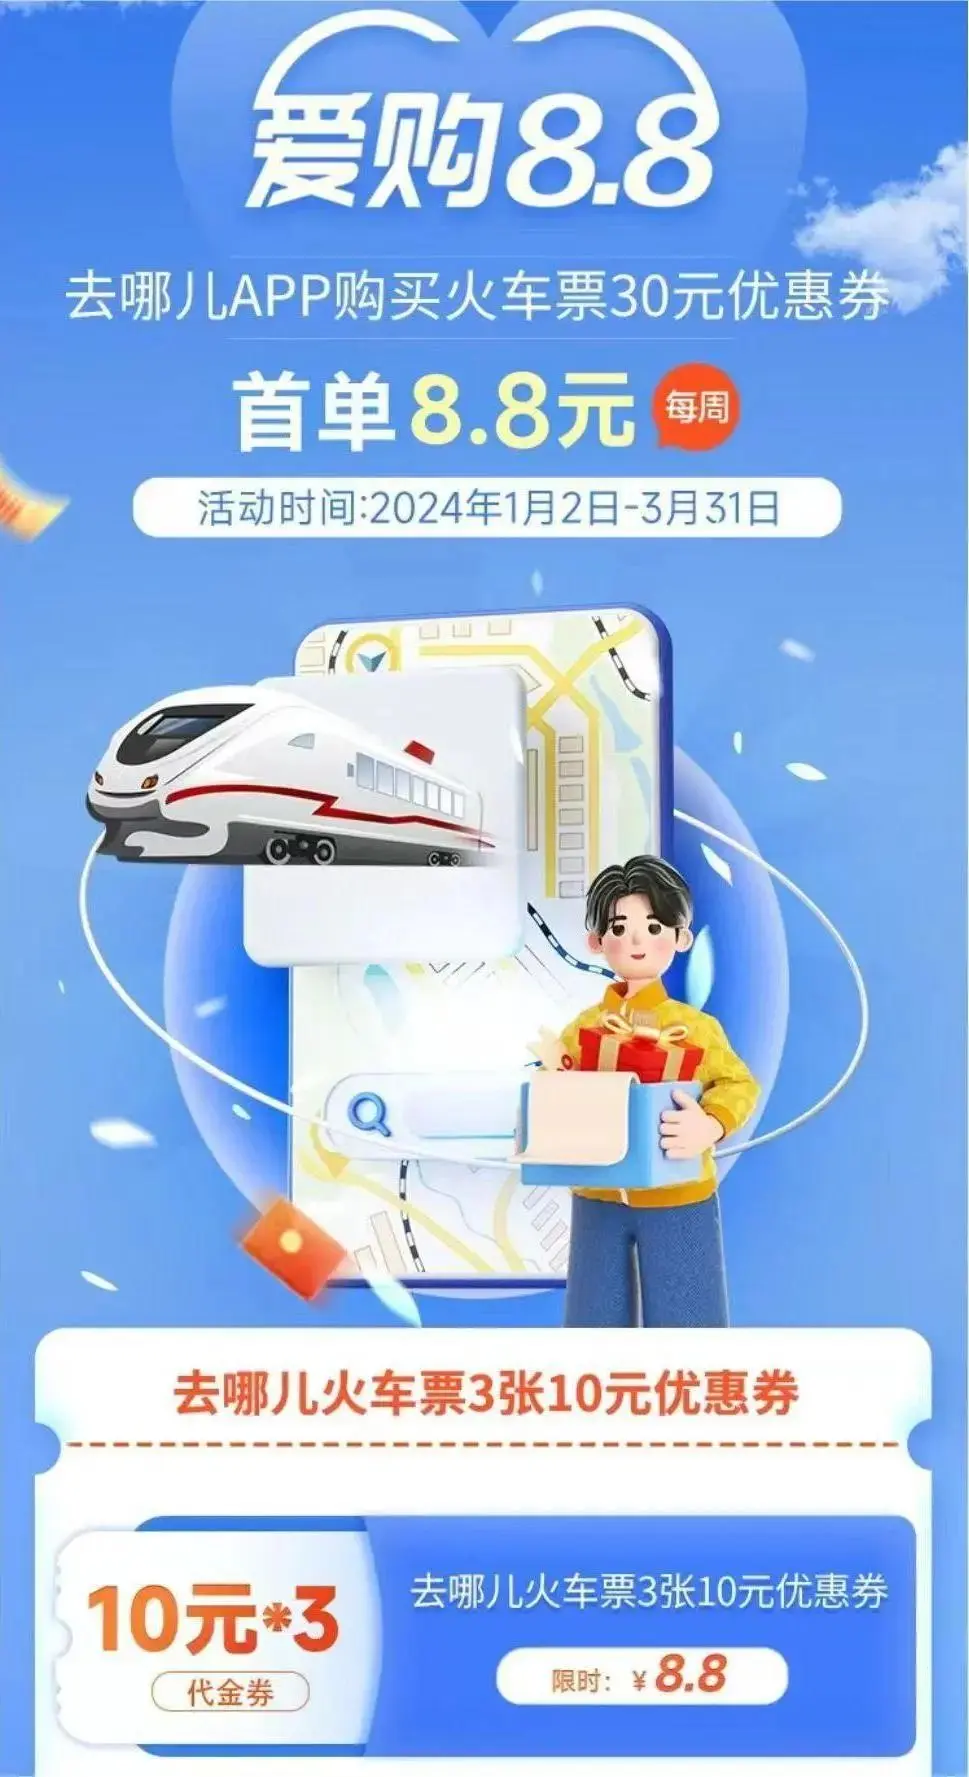 爱购8.8
去哪儿APP购买火车票30元优惠券
首单8.8元 每周
活动时间:2024年1月2日-3月31日
去哪儿火车票3张10元优惠券
10元*3
代金券
去哪儿火车票3张10元优惠券
限时: ¥8.8